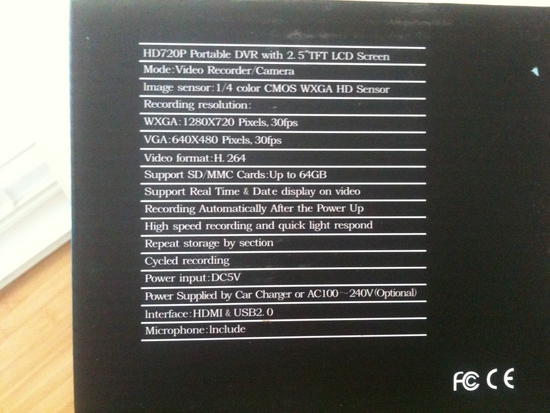 HD720P Portable DVR with 2.5"TFT LCD Screen
Mode:Video Recorder/Camera
Image sensor:1/4 color CMOS WXGA HD Sensor
Recording resolution:
WXGA:1280X720 Pixels, 30fps
VGA:640X480 Pixels, 30fps
Video format:H.264
Support SD/MMC Cards:Up to 64GB
Support Real Time & Date display on video
Recording Automatically After the Power Up
High speed recording and quick light respond
Repeat storage by section
Cycled recording
Power input:DC5V
Power Supplied by Car Charger or AC100~240V(Optional)
Interface:HDMI & USB2.0
Microphone:Include
FC CE